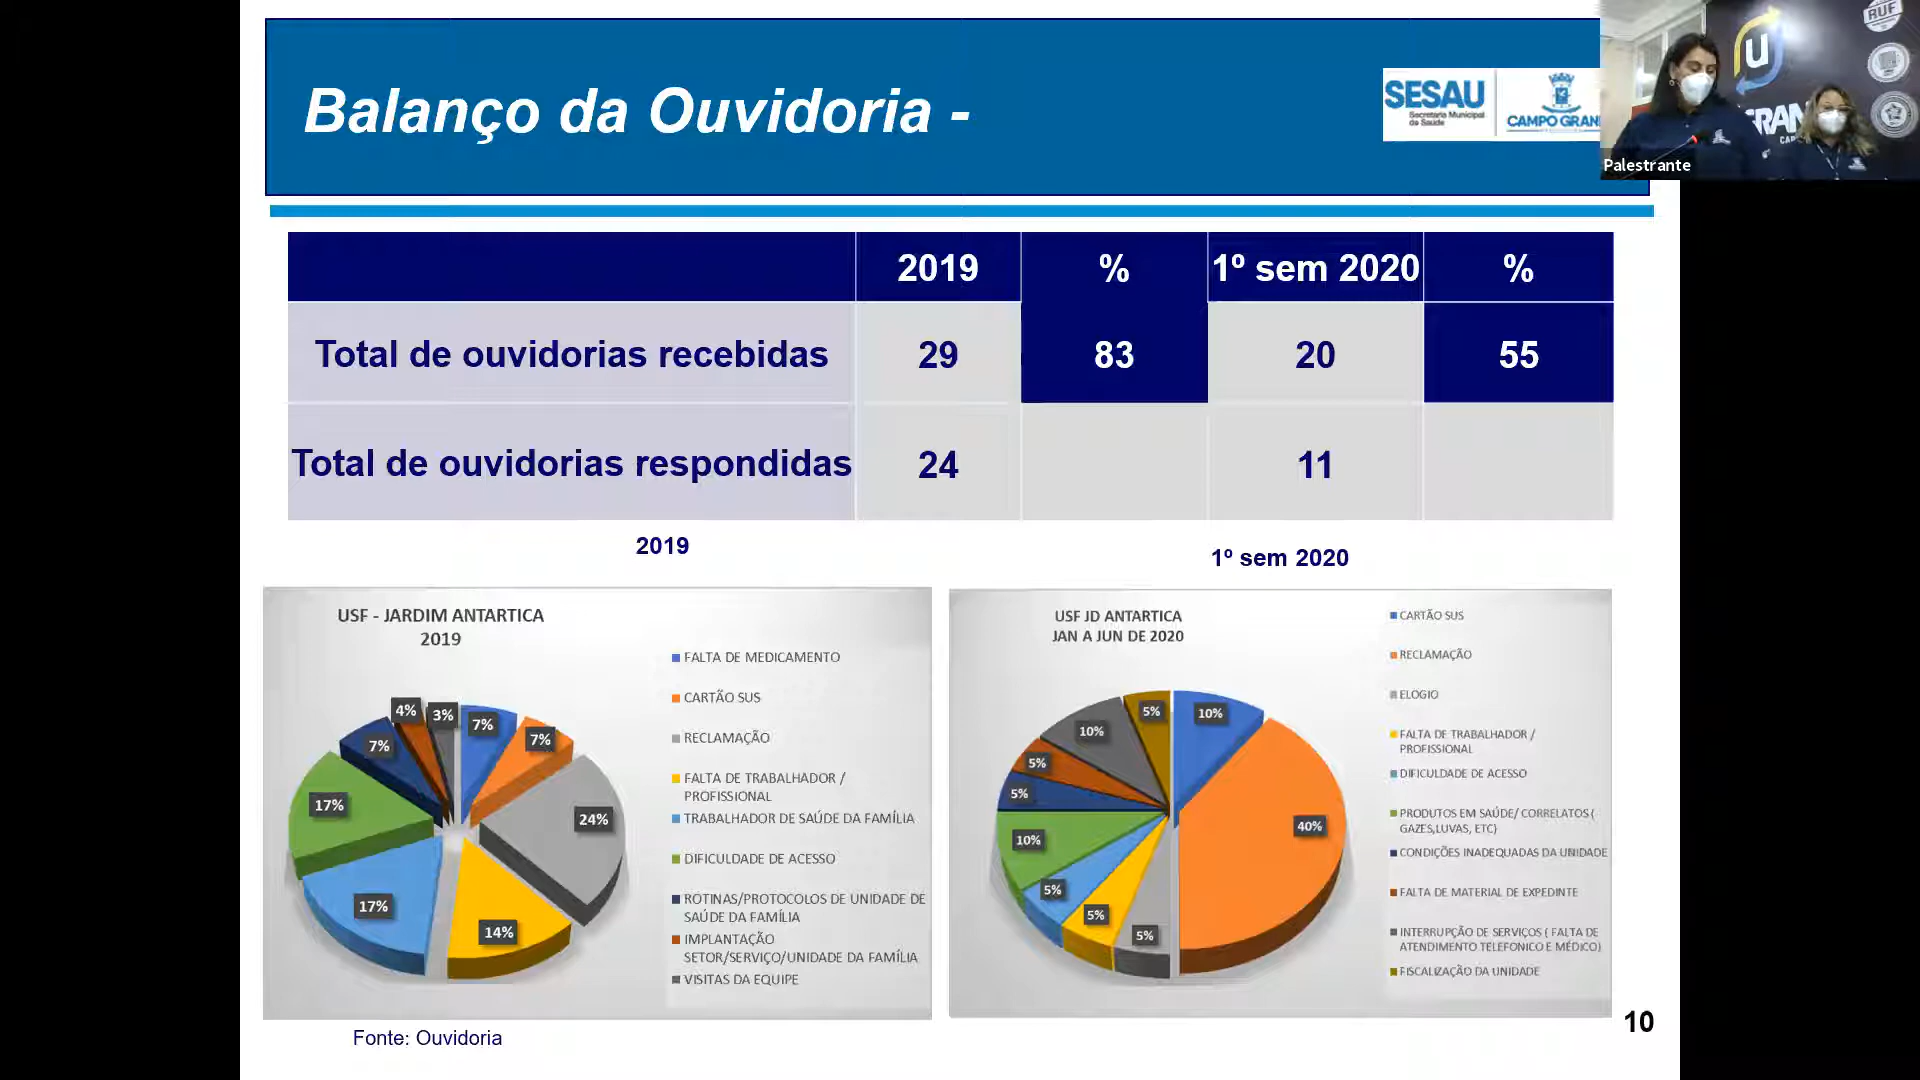 Balanço da Ouvidoria -
SESAU
Secretaria Municipal
da Saúde
CAMPO GRAN
RUF
U
GRAN
Palestrante
2019 % 1º sem 2020 %
Total de ouvidorias recebidas 29 83 20 55
Total de ouvidorias respondidas 24 11
2019
1º sem 2020
USF - JARDIM ANTARTICA
2019
7%
7%
24%
14%
17%
17%
7%
4%
3%
FALTA DE MEDICAMENTO
CARTÃO SUS
RECLAMAÇÃO
FALTA DE TRABALHADOR /
PROFISSIONAL
TRABALHADOR DE SAÚDE DA FAMÍLIA
DIFICULDADE DE ACESSO
ROTINAS/PROTOCOLOS DE UNIDADE DE
SAÚDE DA FAMÍLIA
IMPLANTAÇÃO
SETOR/SERVIÇO/UNIDADE DA FAMÍLIA
VISITAS DA EQUIPE
USF JD ANTARTICA
JAN A JUN DE 2020
10%
40%
5%
5%
5%
10%
5%
5%
10%
5%
CARTÃO SUS
RECLAMAÇÃO
ELOGIO
FALTA DE TRABALHADOR /
PROFISSIONAL
DIFICULDADE DE ACESSO
PRODUTOS EM SAÚDE/ CORRELATOS (
GAZES,LUVAS, ETC)
CONDIÇÕES INADEQUADAS DA UNIDADE
FALTA DE MATERIAL DE EXPEDINTE
INTERRUPÇÃO DE SERVIÇOS ( FALTA DE
ATENDIMENTO TELEFONICO E MÉDICO)
FISCALIZAÇÃO DA UNIDADE
Fonte: Ouvidoria
10